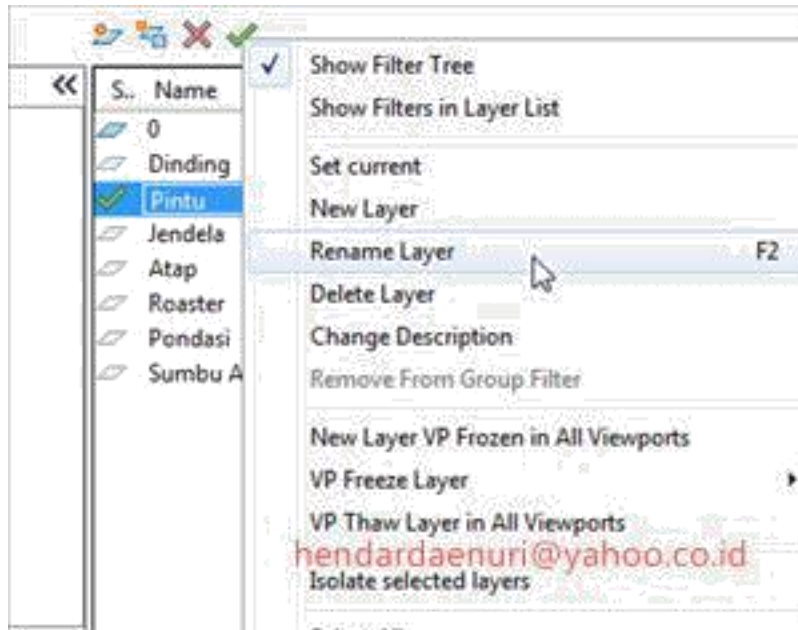 S.. Name
0
Dinding
Pintu
Jendela
Atap
Roaster
Pondasi
Sumbu A
Show Filter Tree
Show Filters in Layer List
Set current
New Layer
Rename Layer F2
Delete Layer
Change Description
Remove From Group Filter
New Layer VP Frozen in All Viewports
VP Freeze Layer
VP Thaw Layer in All Viewports
hendardaenuri@yahoo.co.id
Isolate selected layers